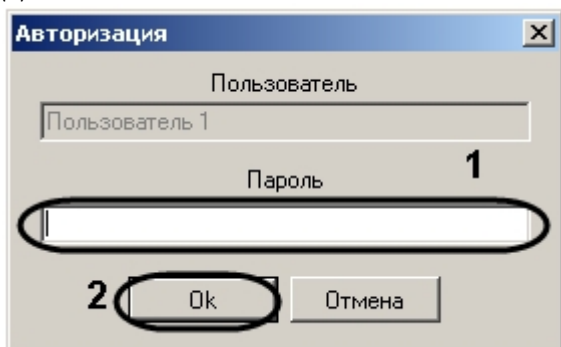 Авторизация
Пользователь
Пользователь 1
1
Пароль
2 Ok Отмена